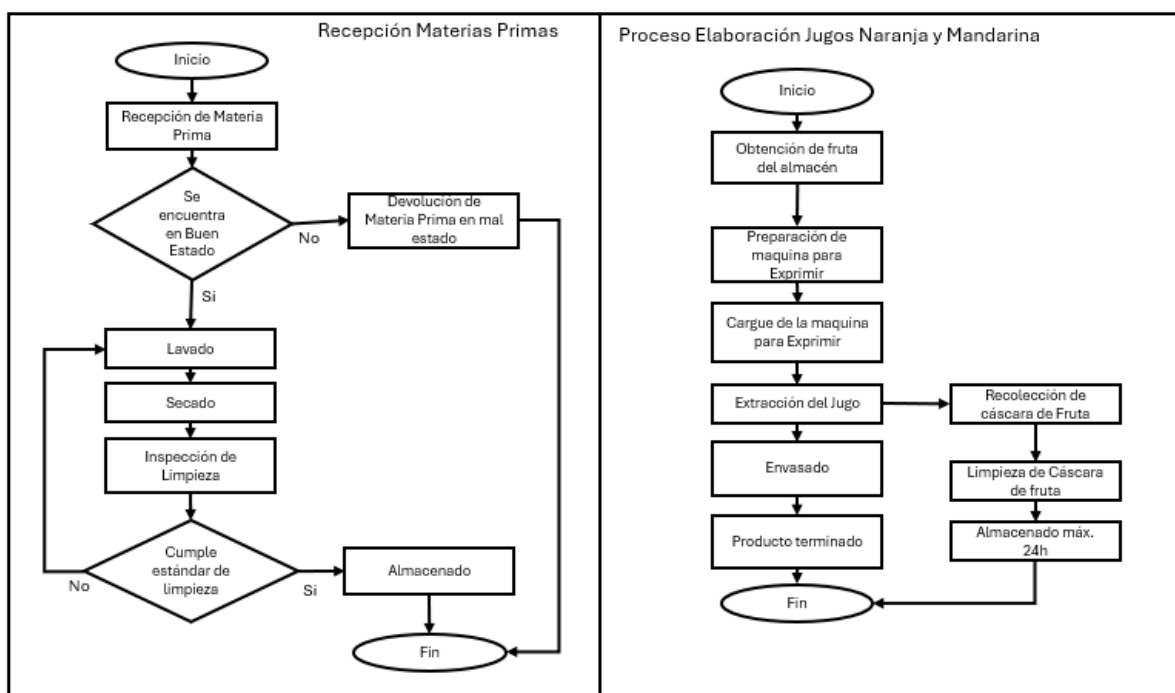 Recepción Materias Primas
Inicio
Recepción de Materia
Prima
Se
encuentra
en Buen
Estado
No
Devolución de
Materia Prima en mal
estado
Si
Lavado
Secado
Inspección de
Limpieza
Cumple
estándar de
limpieza
No
Si
Almacenado
Fin
Proceso Elaboración Jugos Naranja y Mandarina
Inicio
Obtención de fruta
del almacén
Preparación de
maquina para
Exprimir
Cargue de la maquina
para Exprimir
Extracción del Jugo
Recolección de
cáscara de Fruta
Envasado
Limpieza de Cáscara
de fruta
Producto terminado
Almacenado máx.
24h
Fin